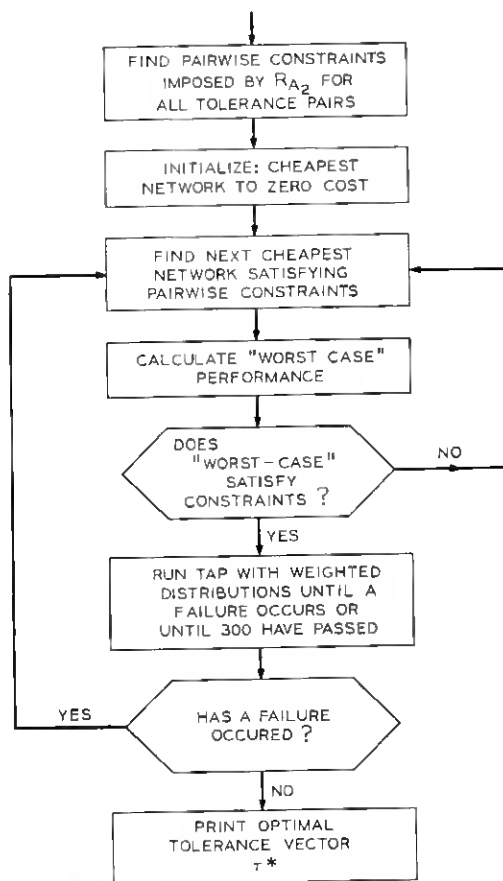 FIND PAIRWISE CONSTRAINTS
IMPOSED BY RA2 FOR
ALL TOLERANCE PAIRS
INITIALIZE: CHEAPEST
NETWORK TO ZERO COST
FIND NEXT CHEAPEST
NETWORK SATISFYING
PAIRWISE CONSTRAINTS
CALCULATE "WORST CASE"
PERFORMANCE
DOES
"WORST-CASE"
SATISFY
CONSTRAINTS ?
NO
YES
RUN TAP WITH WEIGHTED
DISTRIBUTIONS UNTIL A
FAILURE OCCURS OR
UNTIL 300 HAVE PASSED
YES
HAS A FAILURE
OCCURED ?
NO
PRINT OPTIMAL
TOLERANCE VECTOR
τ*